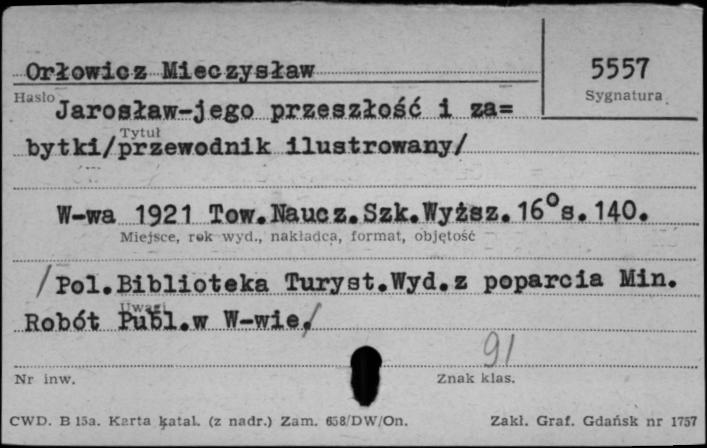 Orłowicz Mieczysław
5557
Hasło
Sygnatura
Jarosław-jego przeszłość i za=
Tytuł
bytki/przewodnik ilustrowany/
W-wa 1921 Tow.Naucz.Szk.Wyższ.16°s.140.
Miejsce, rok wyd., nakładca, format, objętość
/Pol.Biblioteka Turyst.Wyd.z poparcia Min.
Uwagi
Robót Publ.w W-wie/
91
Nr inw.
Znak klas.
CWD. B 15a. Karta katal. (z nadr.) Zam. 658/DW/On.
Zakł. Graf. Gdańsk nr 1757